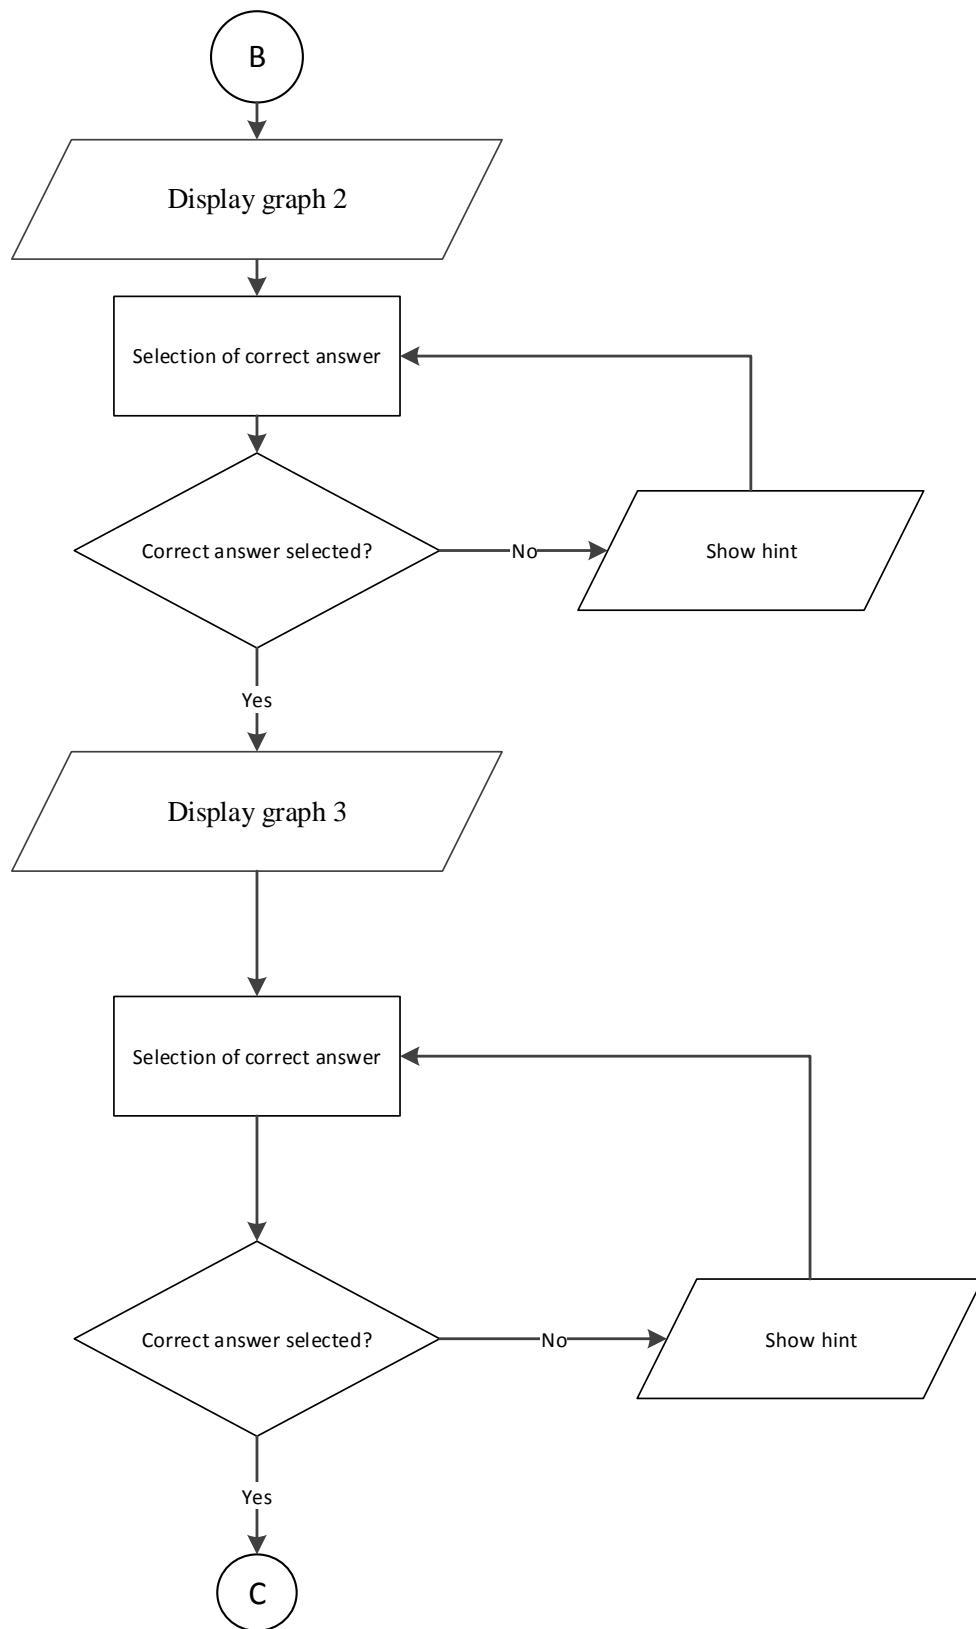 B
Display graph 2
Selection of correct answer
Correct answer selected?
No
Show hint
Yes
Display graph 3
Selection of correct answer
Correct answer selected?
No
Show hint
Yes
C